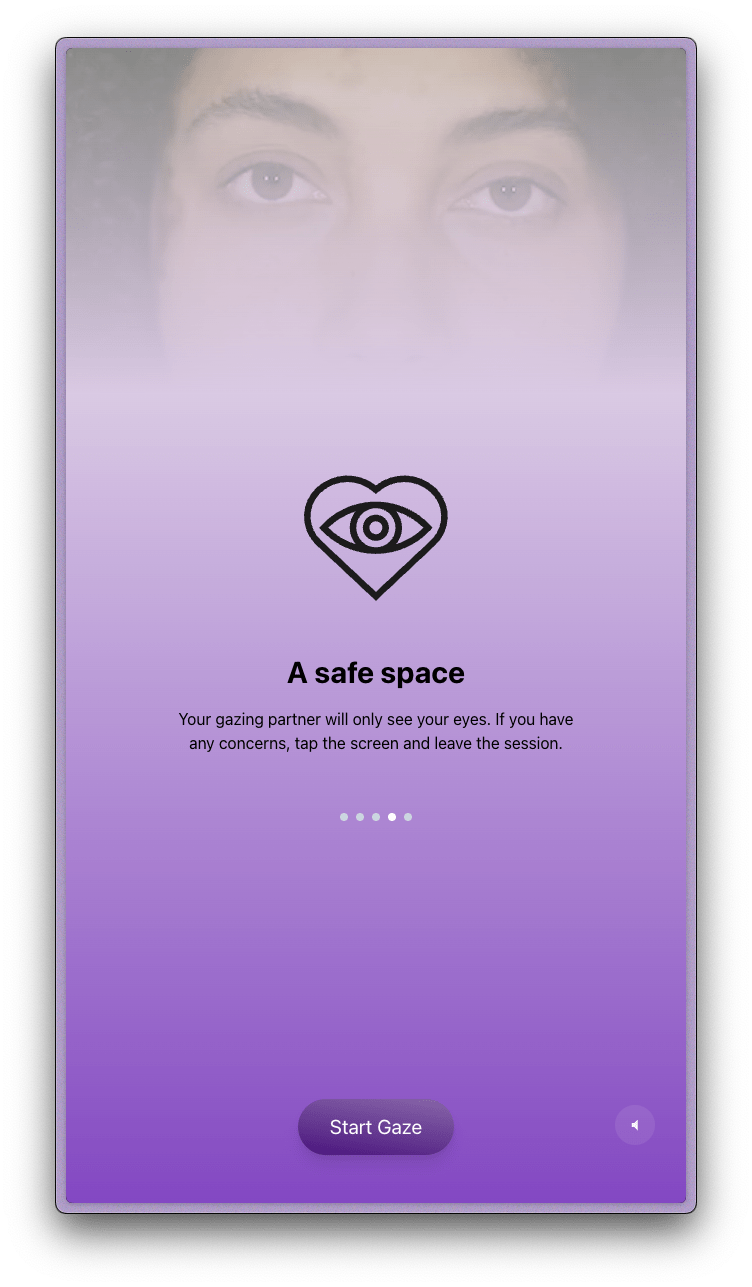 A safe space
Your gazing partner will only see your eyes. If you have
any concerns, tap the screen and leave the session.
Start Gaze